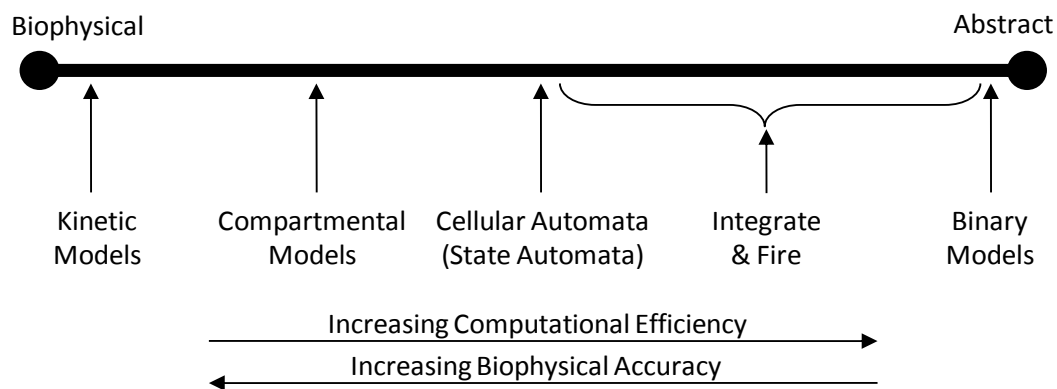 Biophysical
Abstract
Kinetic
Models
Compartmental
Models
Cellular Automata
(State Automata)
Integrate
& Fire
Binary
Models
Increasing Computational Efficiency
Increasing Biophysical Accuracy